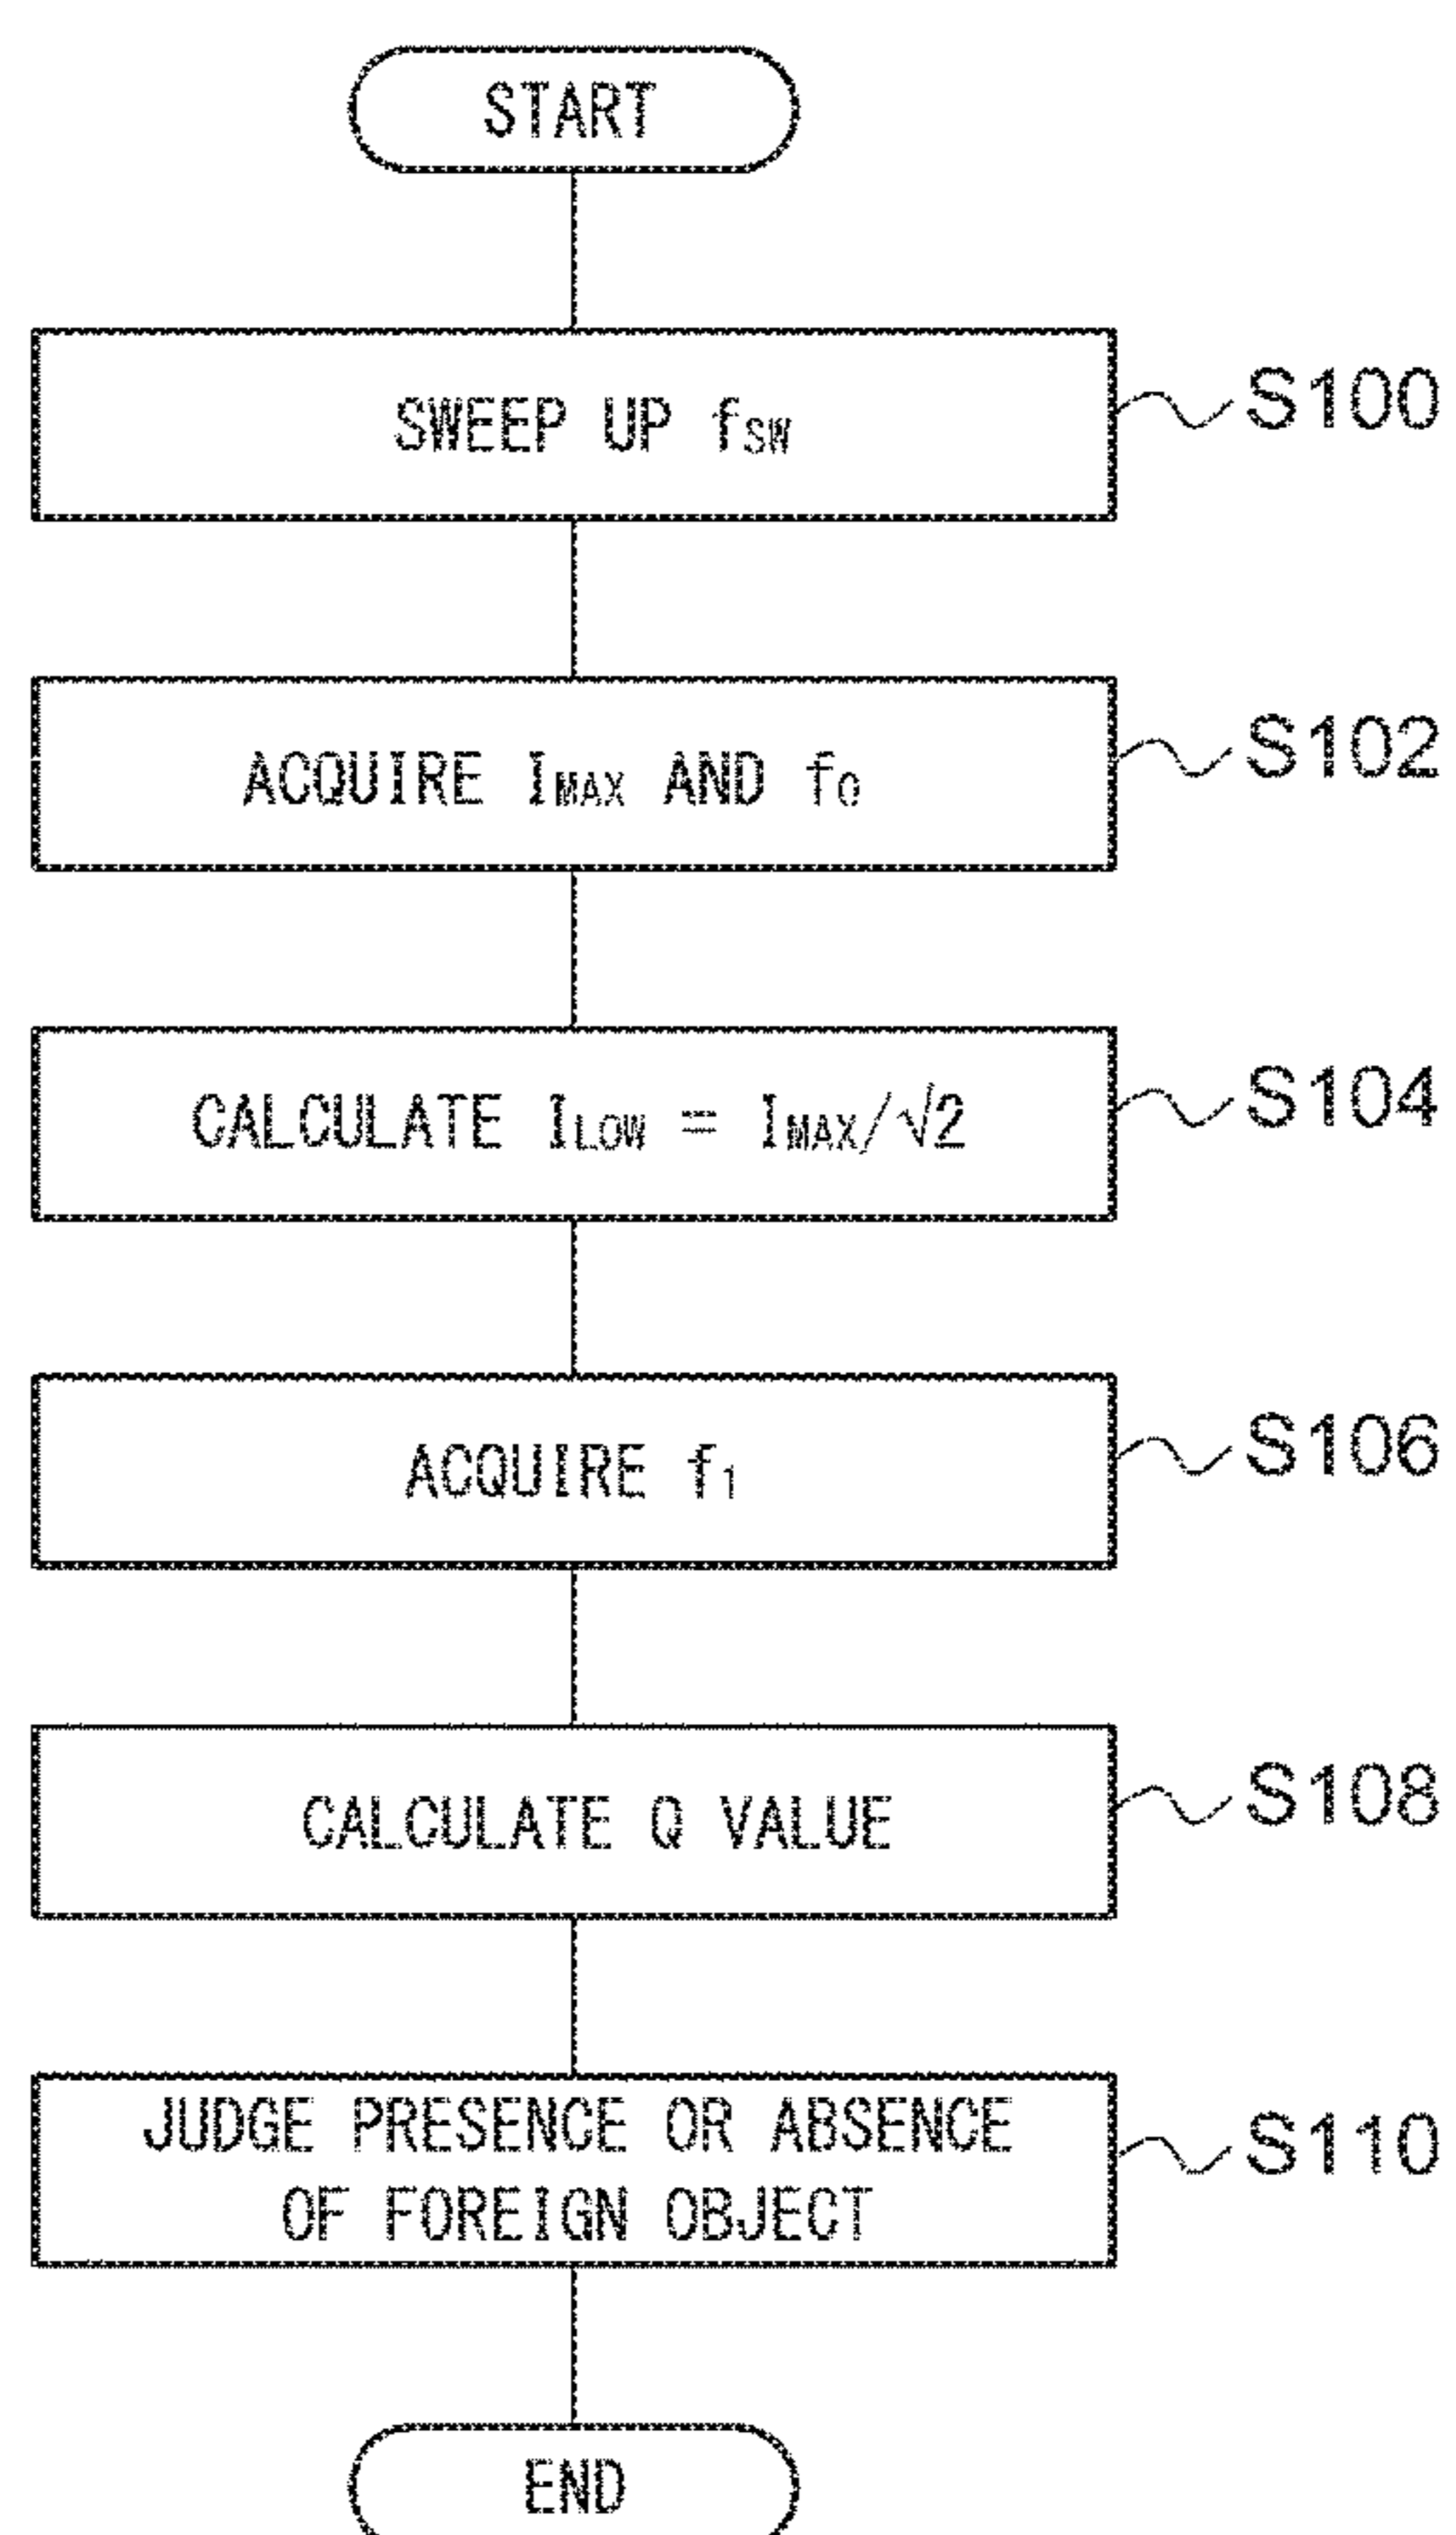 START
SWEEP UP fSW
S100
ACQUIRE IMAX AND f0
S102
CALCULATE ILOW = IMAX/√2
S104
ACQUIRE f1
S106
CALCULATE Q VALUE
S108
JUDGE PRESENCE OR ABSENCE
OF FOREIGN OBJECT
S110
END